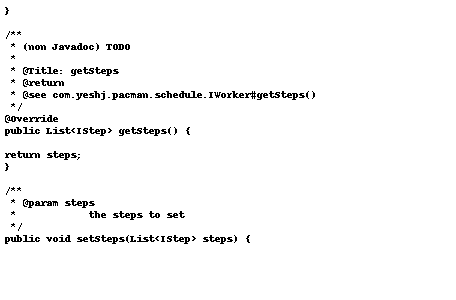 }

/**
 * (non Javadoc) TODO
 *
 * @Title: getSteps
 * @return
 * @see com.yeshj.pacman.schedule.IWorker#getSteps()
 */
@Override
public List<IStep> getSteps() {

return steps;
}

/**
 * @param steps
 *            the steps to set
 */
public void setSteps(List<IStep> steps) {